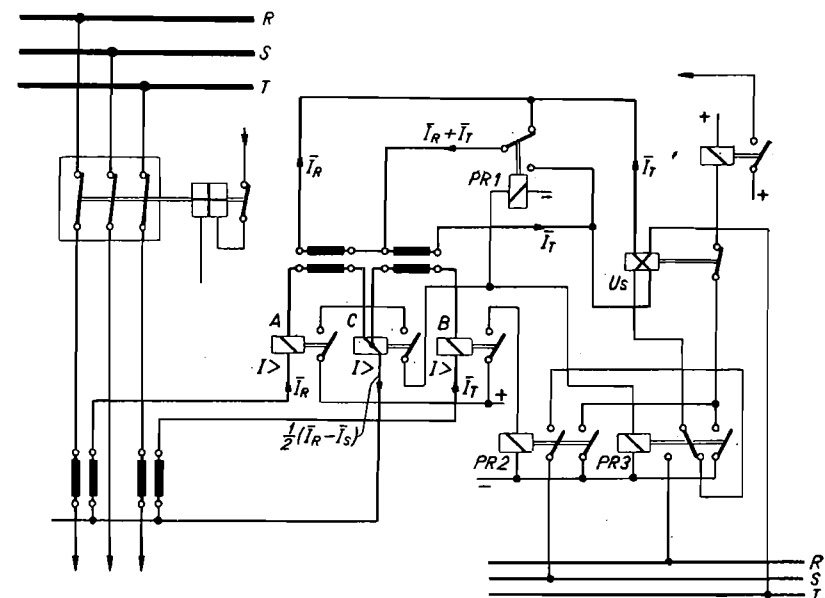 R
S
T
+
Ī_R + Ī_T
Ī_R
Ī_T
PR1
+
Ī_T
Us
A
C
B
I>
I>
I>
Ī_R
Ī_T
+
½(Ī_R − Ī_S)
PR2
PR3
−
R
S
T